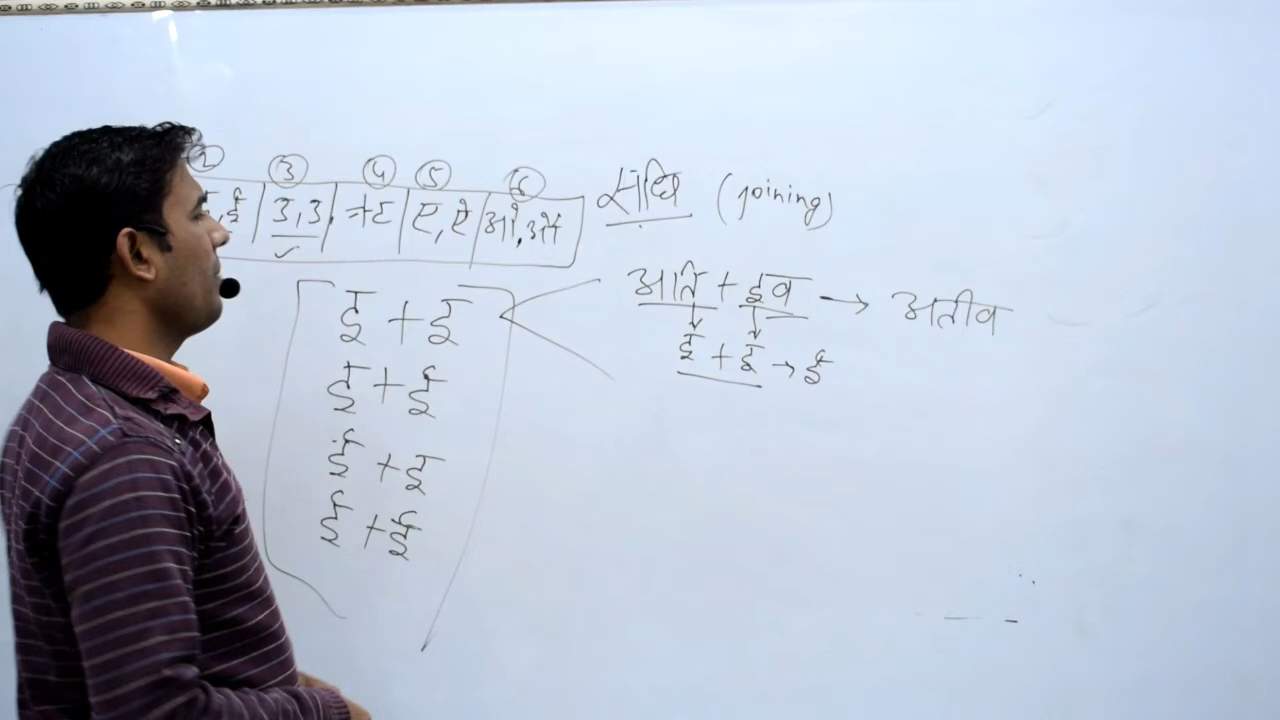 ② ③ ④ ⑤ ⑥
,ई | उ,उ | ऋ | ए,ऐ | ओ,औ
संधि (joining)
अति + इव → अतीव
इ + इ → ई
इ + इ
इ + ई
ई + इ
ई + ई